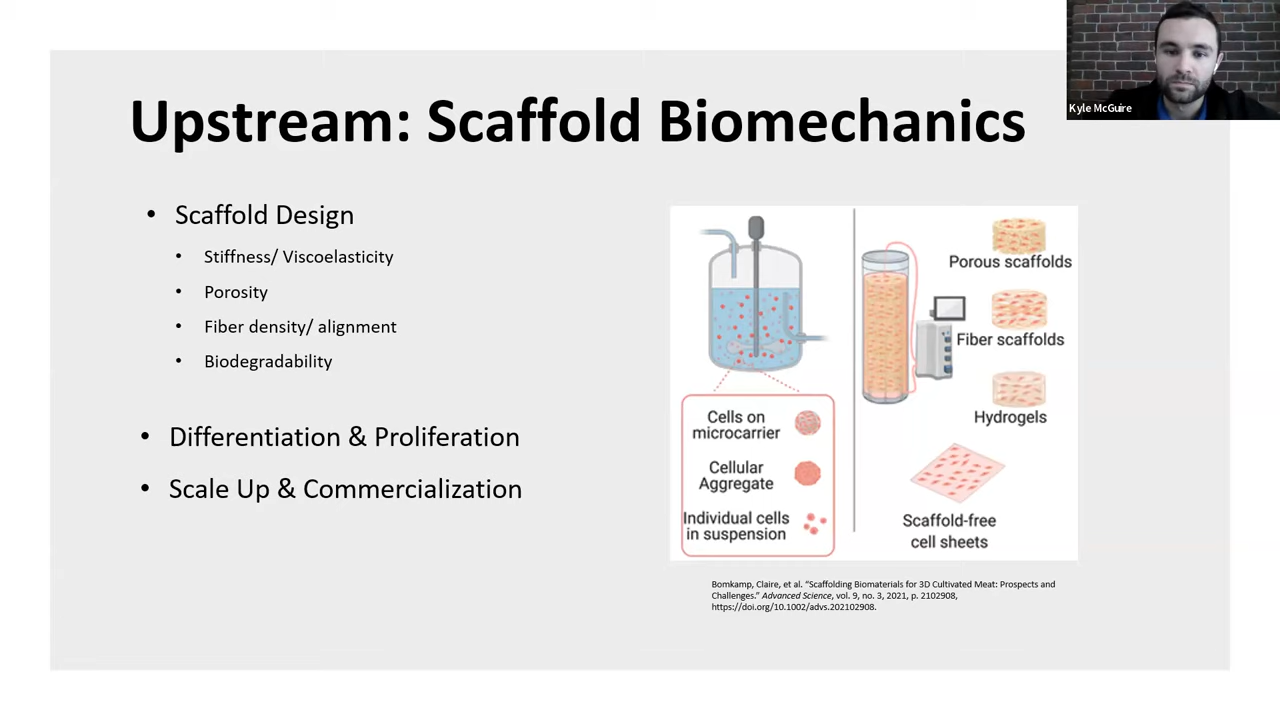 Upstream: Scaffold Biomechanics
Kyle McGuire
• Scaffold Design
• Stiffness/ Viscoelasticity
• Porosity
• Fiber density/ alignment
• Biodegradability
• Differentiation & Proliferation
• Scale Up & Commercialization
Cells on
microcarrier
Cellular
Aggregate
Individual cells
in suspension
Porous scaffolds
Fiber scaffolds
Hydrogels
Scaffold-free
cell sheets
Bomkamp, Claire, et al. “Scaffolding Biomaterials for 3D Cultivated Meat: Prospects and
Challenges.” Advanced Science, vol. 9, no. 3, 2021, p. 2102908,
https://doi.org/10.1002/advs.202102908.